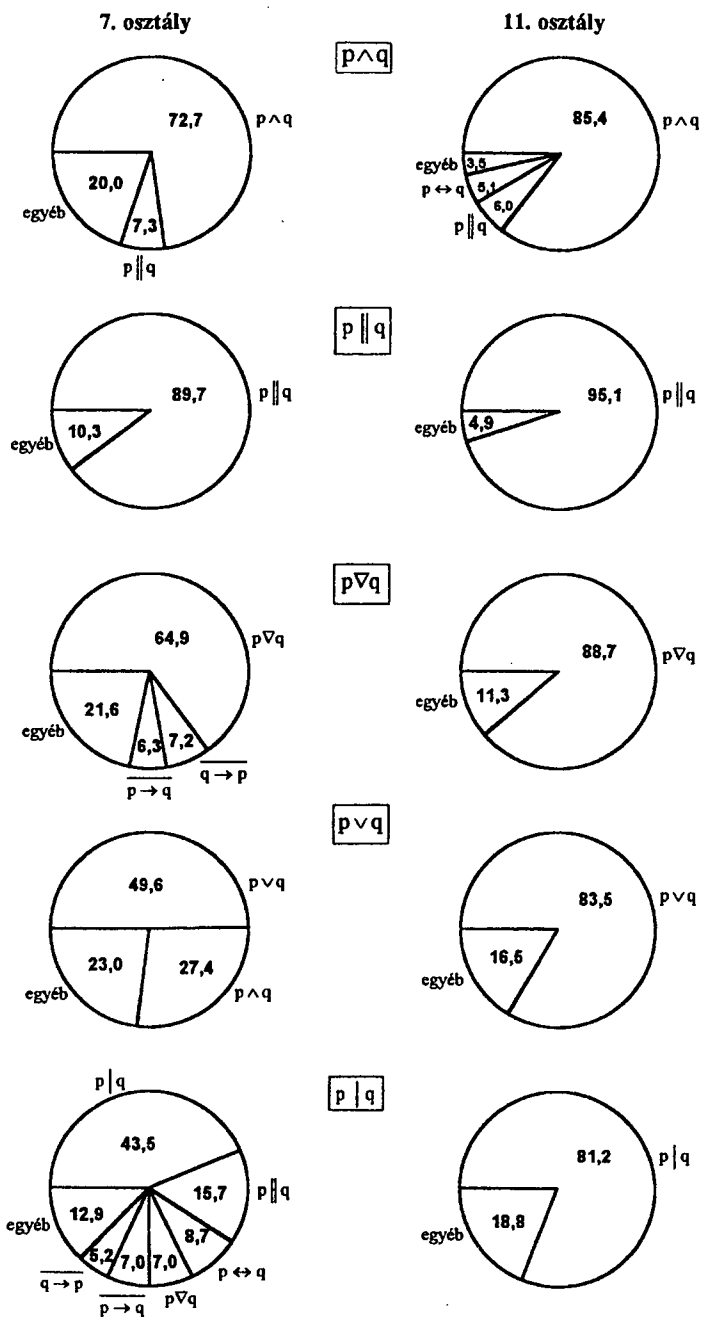 7. osztály 11. osztály
p∧q
72,7 p∧q
20,0
egyéb
7,3
p‖q
85,4 p∧q
egyéb 3,5
p↔q 5,1
6,0
p‖q
p‖q
89,7 p‖q
10,3
egyéb
95,1 p‖q
egyéb 4,9
p∇q
64,9 p∇q
21,6
egyéb
6,3 7,2
p̅ ̅→̅ ̅q̅ q̅ ̅→̅ ̅p̅
88,7 p∇q
11,3
egyéb
p∨q
49,6 p∨q
23,0 27,4
egyéb p∧q
83,5 p∨q
16,5
egyéb
p|q
p|q
43,5
15,7 p‖q
12,9
egyéb
8,7
5,2 7,0 7,0
q̅ ̅→̅ ̅p̅ p̅ ̅→̅ ̅q̅ p∇q p↔q
81,2 p|q
18,8
egyéb